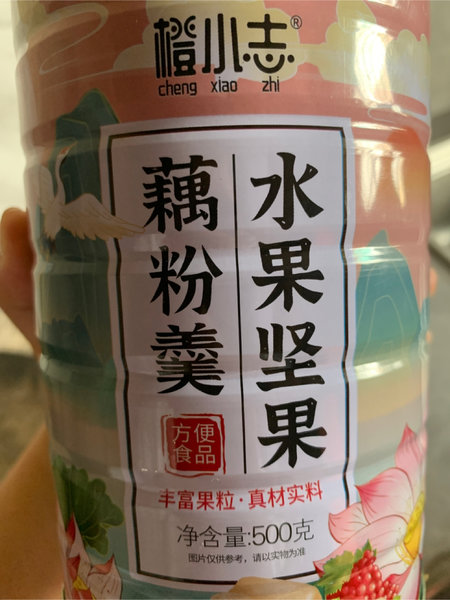 橙小志®
cheng xiao zhi
水果坚果
藕粉羹
方便
食品
丰富果粒·真材实料
净含量:500克
图片仅供参考，请以实物为准